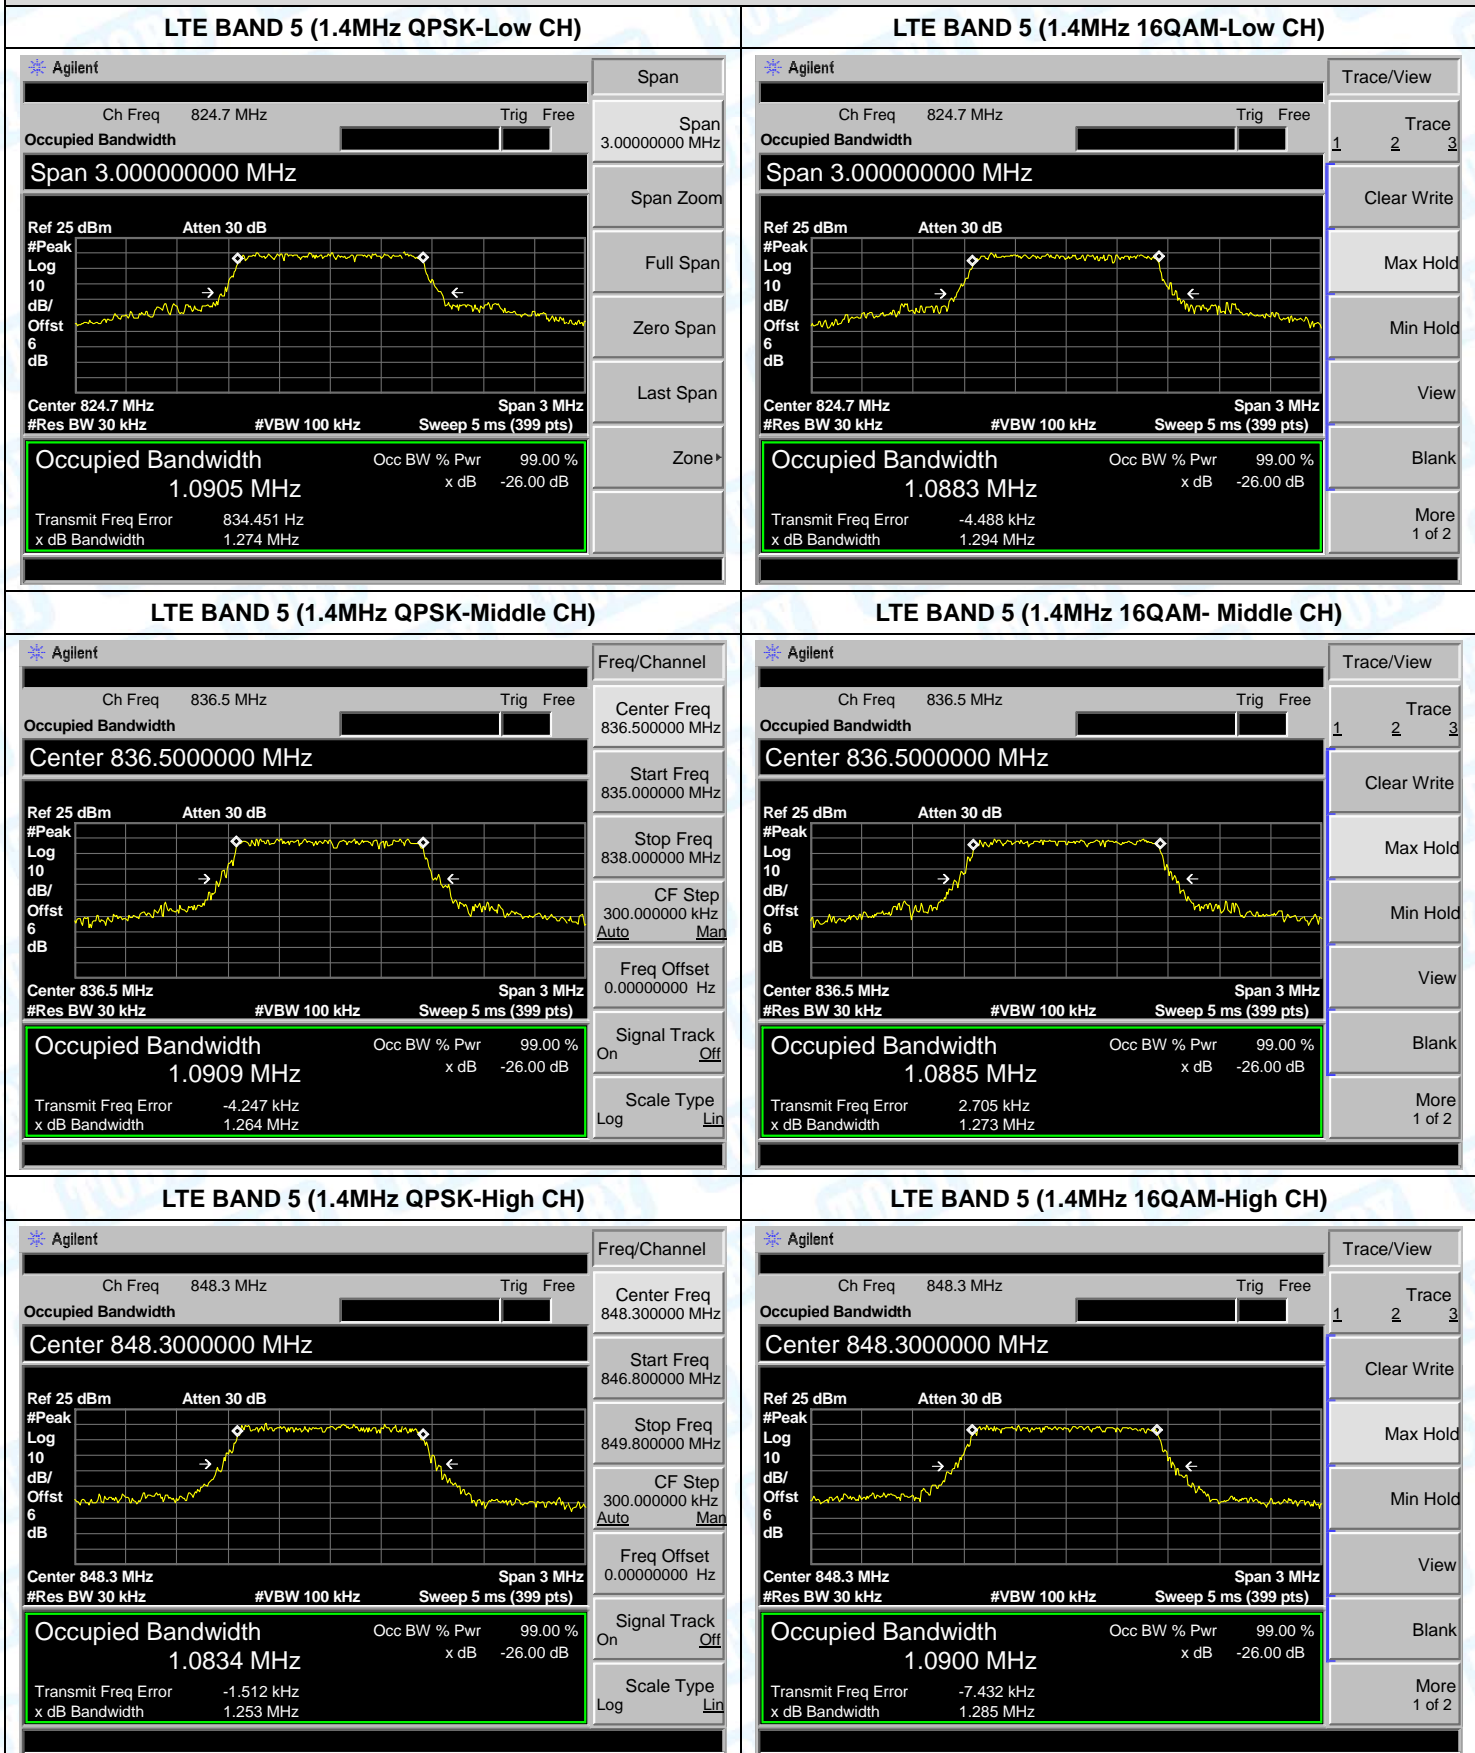 LTE BAND 5 (1.4MHz QPSK-Low CH)
Agilent
Span
Ch Freq 824.7 MHz Trig Free
Occupied Bandwidth
Span
3.00000000 MHz
Span 3.000000000 MHz
Span Zoom
Ref 25 dBm Atten 30 dB
#Peak
Log
10
dB/
Offst
6
dB
Full Span
Zero Span
Last Span
Center 824.7 MHz Span 3 MHz
#Res BW 30 kHz #VBW 100 kHz Sweep 5 ms (399 pts)
Zone
Occupied Bandwidth Occ BW % Pwr 99.00 %
1.0905 MHz x dB -26.00 dB
Transmit Freq Error 834.451 Hz
x dB Bandwidth 1.274 MHz
LTE BAND 5 (1.4MHz 16QAM-Low CH)
Agilent
Trace/View
Ch Freq 824.7 MHz Trig Free
Occupied Bandwidth
Trace
1 2 3
Span 3.000000000 MHz
Clear Write
Ref 25 dBm Atten 30 dB
#Peak
Log
10
dB/
Offst
6
dB
Max Hold
Min Hold
View
Center 824.7 MHz Span 3 MHz
#Res BW 30 kHz #VBW 100 kHz Sweep 5 ms (399 pts)
Blank
Occupied Bandwidth Occ BW % Pwr 99.00 %
1.0883 MHz x dB -26.00 dB
Transmit Freq Error -4.488 kHz
x dB Bandwidth 1.294 MHz
More
1 of 2
LTE BAND 5 (1.4MHz QPSK-Middle CH)
Agilent
Freq/Channel
Ch Freq 836.5 MHz Trig Free
Occupied Bandwidth
Center Freq
836.500000 MHz
Center 836.5000000 MHz
Start Freq
835.000000 MHz
Ref 25 dBm Atten 30 dB
#Peak
Log
10
dB/
Offst
6
dB
Stop Freq
838.000000 MHz
CF Step
300.000000 kHz
Auto Man
Freq Offset
0.00000000 Hz
Center 836.5 MHz Span 3 MHz
#Res BW 30 kHz #VBW 100 kHz Sweep 5 ms (399 pts)
Signal Track
On Off
Occupied Bandwidth Occ BW % Pwr 99.00 %
1.0909 MHz x dB -26.00 dB
Transmit Freq Error -4.247 kHz
x dB Bandwidth 1.264 MHz
Scale Type
Log Lin
LTE BAND 5 (1.4MHz 16QAM- Middle CH)
Agilent
Trace/View
Ch Freq 836.5 MHz Trig Free
Occupied Bandwidth
Trace
1 2 3
Center 836.5000000 MHz
Clear Write
Ref 25 dBm Atten 30 dB
#Peak
Log
10
dB/
Offst
6
dB
Max Hold
Min Hold
View
Center 836.5 MHz Span 3 MHz
#Res BW 30 kHz #VBW 100 kHz Sweep 5 ms (399 pts)
Blank
Occupied Bandwidth Occ BW % Pwr 99.00 %
1.0885 MHz x dB -26.00 dB
Transmit Freq Error 2.705 kHz
x dB Bandwidth 1.273 MHz
More
1 of 2
LTE BAND 5 (1.4MHz QPSK-High CH)
Agilent
Freq/Channel
Ch Freq 848.3 MHz Trig Free
Occupied Bandwidth
Center Freq
848.300000 MHz
Center 848.3000000 MHz
Start Freq
846.800000 MHz
Ref 25 dBm Atten 30 dB
#Peak
Log
10
dB/
Offst
6
dB
Stop Freq
849.800000 MHz
CF Step
300.000000 kHz
Auto Man
Freq Offset
0.00000000 Hz
Center 848.3 MHz Span 3 MHz
#Res BW 30 kHz #VBW 100 kHz Sweep 5 ms (399 pts)
Signal Track
On Off
Occupied Bandwidth Occ BW % Pwr 99.00 %
1.0834 MHz x dB -26.00 dB
Transmit Freq Error -1.512 kHz
x dB Bandwidth 1.253 MHz
Scale Type
Log Lin
LTE BAND 5 (1.4MHz 16QAM-High CH)
Agilent
Trace/View
Ch Freq 848.3 MHz Trig Free
Occupied Bandwidth
Trace
1 2 3
Center 848.3000000 MHz
Clear Write
Ref 25 dBm Atten 30 dB
#Peak
Log
10
dB/
Offst
6
dB
Max Hold
Min Hold
View
Center 848.3 MHz Span 3 MHz
#Res BW 30 kHz #VBW 100 kHz Sweep 5 ms (399 pts)
Blank
Occupied Bandwidth Occ BW % Pwr 99.00 %
1.0900 MHz x dB -26.00 dB
Transmit Freq Error -7.432 kHz
x dB Bandwidth 1.285 MHz
More
1 of 2